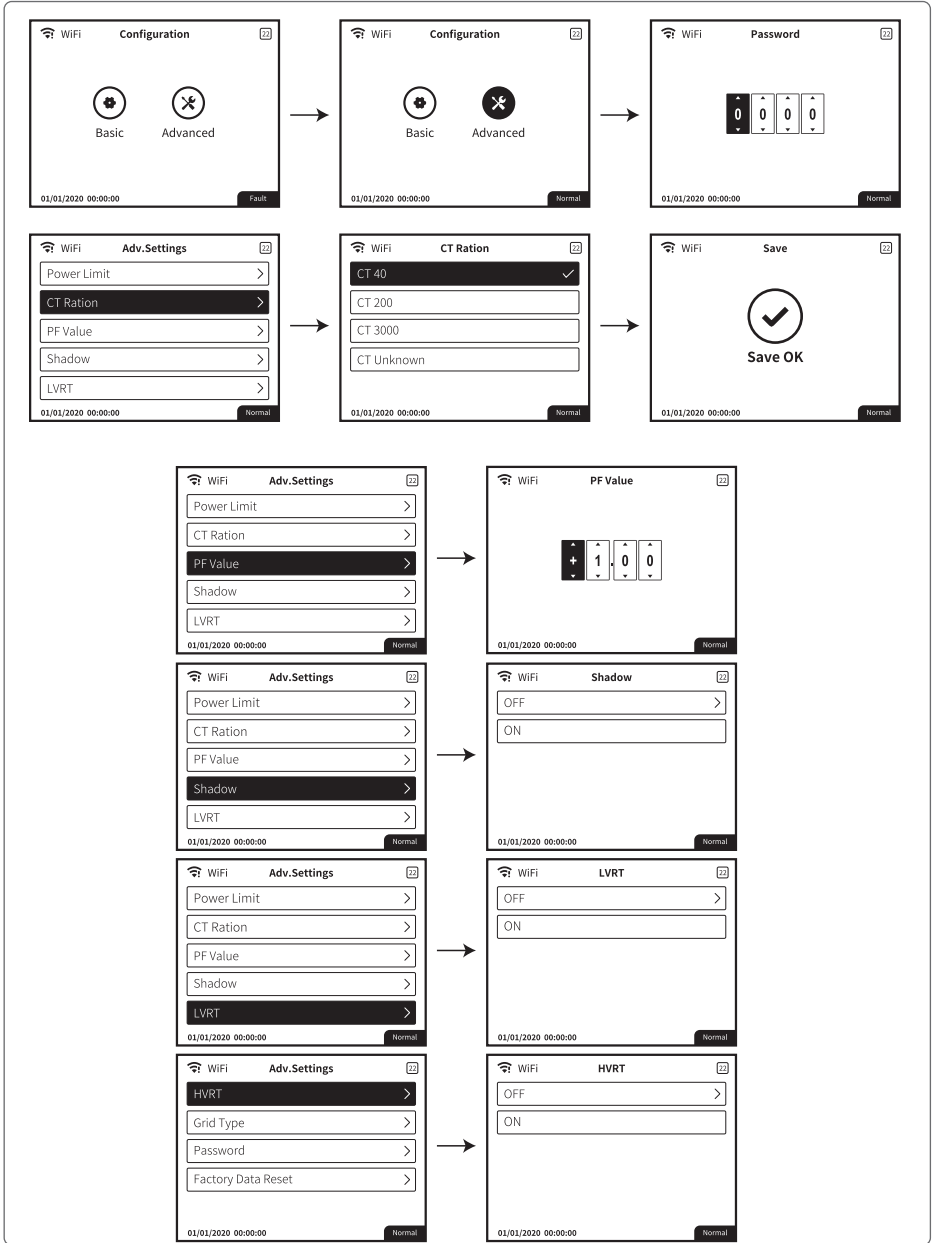 WiFi Configuration 22
Basic Advanced
01/01/2020 00:00:00 Fault
WiFi Configuration 22
Basic Advanced
01/01/2020 00:00:00 Normal
WiFi Password 22
0 0 0 0
01/01/2020 00:00:00 Normal
WiFi Adv.Settings 22
Power Limit
CT Ration
PF Value
Shadow
LVRT
01/01/2020 00:00:00 Normal
WiFi CT Ration 22
CT 40
CT 200
CT 3000
CT Unknown
01/01/2020 00:00:00 Normal
WiFi Save 22
Save OK
01/01/2020 00:00:00 Normal
WiFi Adv.Settings 22
Power Limit
CT Ration
PF Value
Shadow
LVRT
01/01/2020 00:00:00 Normal
WiFi PF Value 22
+ 1.0 0
01/01/2020 00:00:00 Normal
WiFi Adv.Settings 22
Power Limit
CT Ration
PF Value
Shadow
LVRT
01/01/2020 00:00:00 Normal
WiFi Shadow 22
OFF
ON
01/01/2020 00:00:00 Normal
WiFi Adv.Settings 22
Power Limit
CT Ration
PF Value
Shadow
LVRT
01/01/2020 00:00:00 Normal
WiFi LVRT 22
OFF
ON
01/01/2020 00:00:00 Normal
WiFi Adv.Settings 22
HVRT
Grid Type
Password
Factory Data Reset
01/01/2020 00:00:00 Normal
WiFi HVRT 22
OFF
ON
01/01/2020 00:00:00 Normal